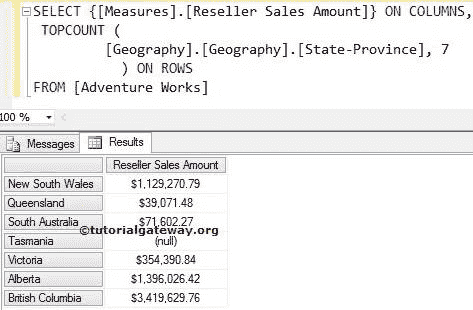 SELECT {[Measures].[Reseller Sales Amount]} ON COLUMNS,
TOPCOUNT (
[Geography].[Geography].[State-Province], 7
) ON ROWS
FROM [Adventure Works]
100 %
Messages Results
Reseller Sales Amount
New South Wales $1,129,270.79
Queensland $39,071.48
South Australia $71,602.27
©tutorialgateway.org
Tasmania (null)
Victoria $354,390.84
Alberta $1,396,026.42
British Columbia $3,419,629.76